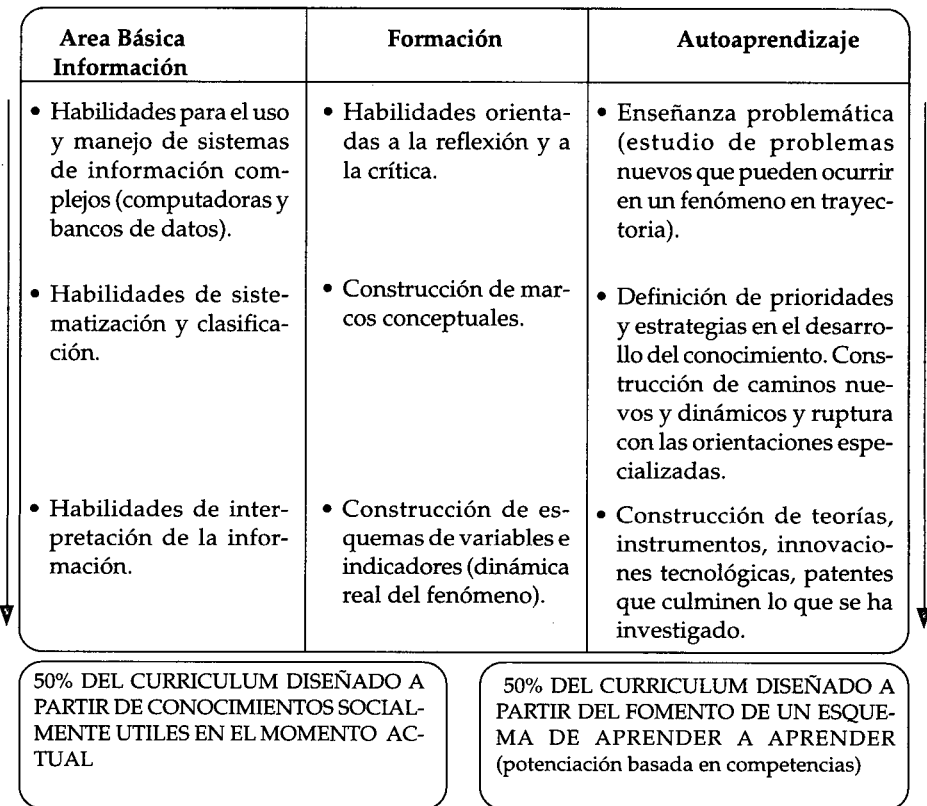 Area Básica
Información
Formación
Autoaprendizaje
• Habilidades para el uso
y manejo de sistemas
de información com-
plejos (computadoras y
bancos de datos).
• Habilidades orienta-
das a la reflexión y a
la crítica.
• Enseñanza problemática
(estudio de problemas
nuevos que pueden ocurrir
en un fenómeno en trayec-
toria).
• Habilidades de siste-
matización y clasifica-
ción.
• Construcción de mar-
cos conceptuales.
• Definición de prioridades
y estrategias en el desarro-
llo del conocimiento. Cons-
trucción de caminos nue-
vos y dinámicos y ruptura
con las orientaciones espe-
cializadas.
• Habilidades de inter-
pretación de la infor-
mación.
• Construcción de es-
quemas de variables e
indicadores (dinámica
real del fenómeno).
• Construcción de teorías,
instrumentos, innovacio-
nes tecnológicas, patentes
que culminen lo que se ha
investigado.
50% DEL CURRICULUM DISEÑADO A
PARTIR DE CONOCIMIENTOS SOCIAL-
MENTE UTILES EN EL MOMENTO AC-
TUAL
50% DEL CURRICULUM DISEÑADO A
PARTIR DEL FOMENTO DE UN ESQUE-
MA DE APRENDER A APRENDER
(potenciación basada en competencias)